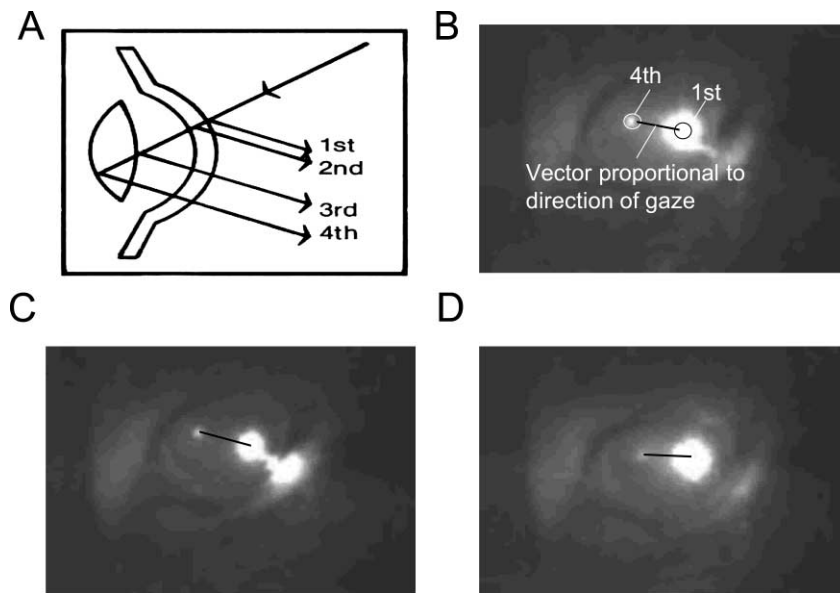 A
1st
2nd
3rd
4th
B
4th
1st
Vector proportional to
direction of gaze
C
D